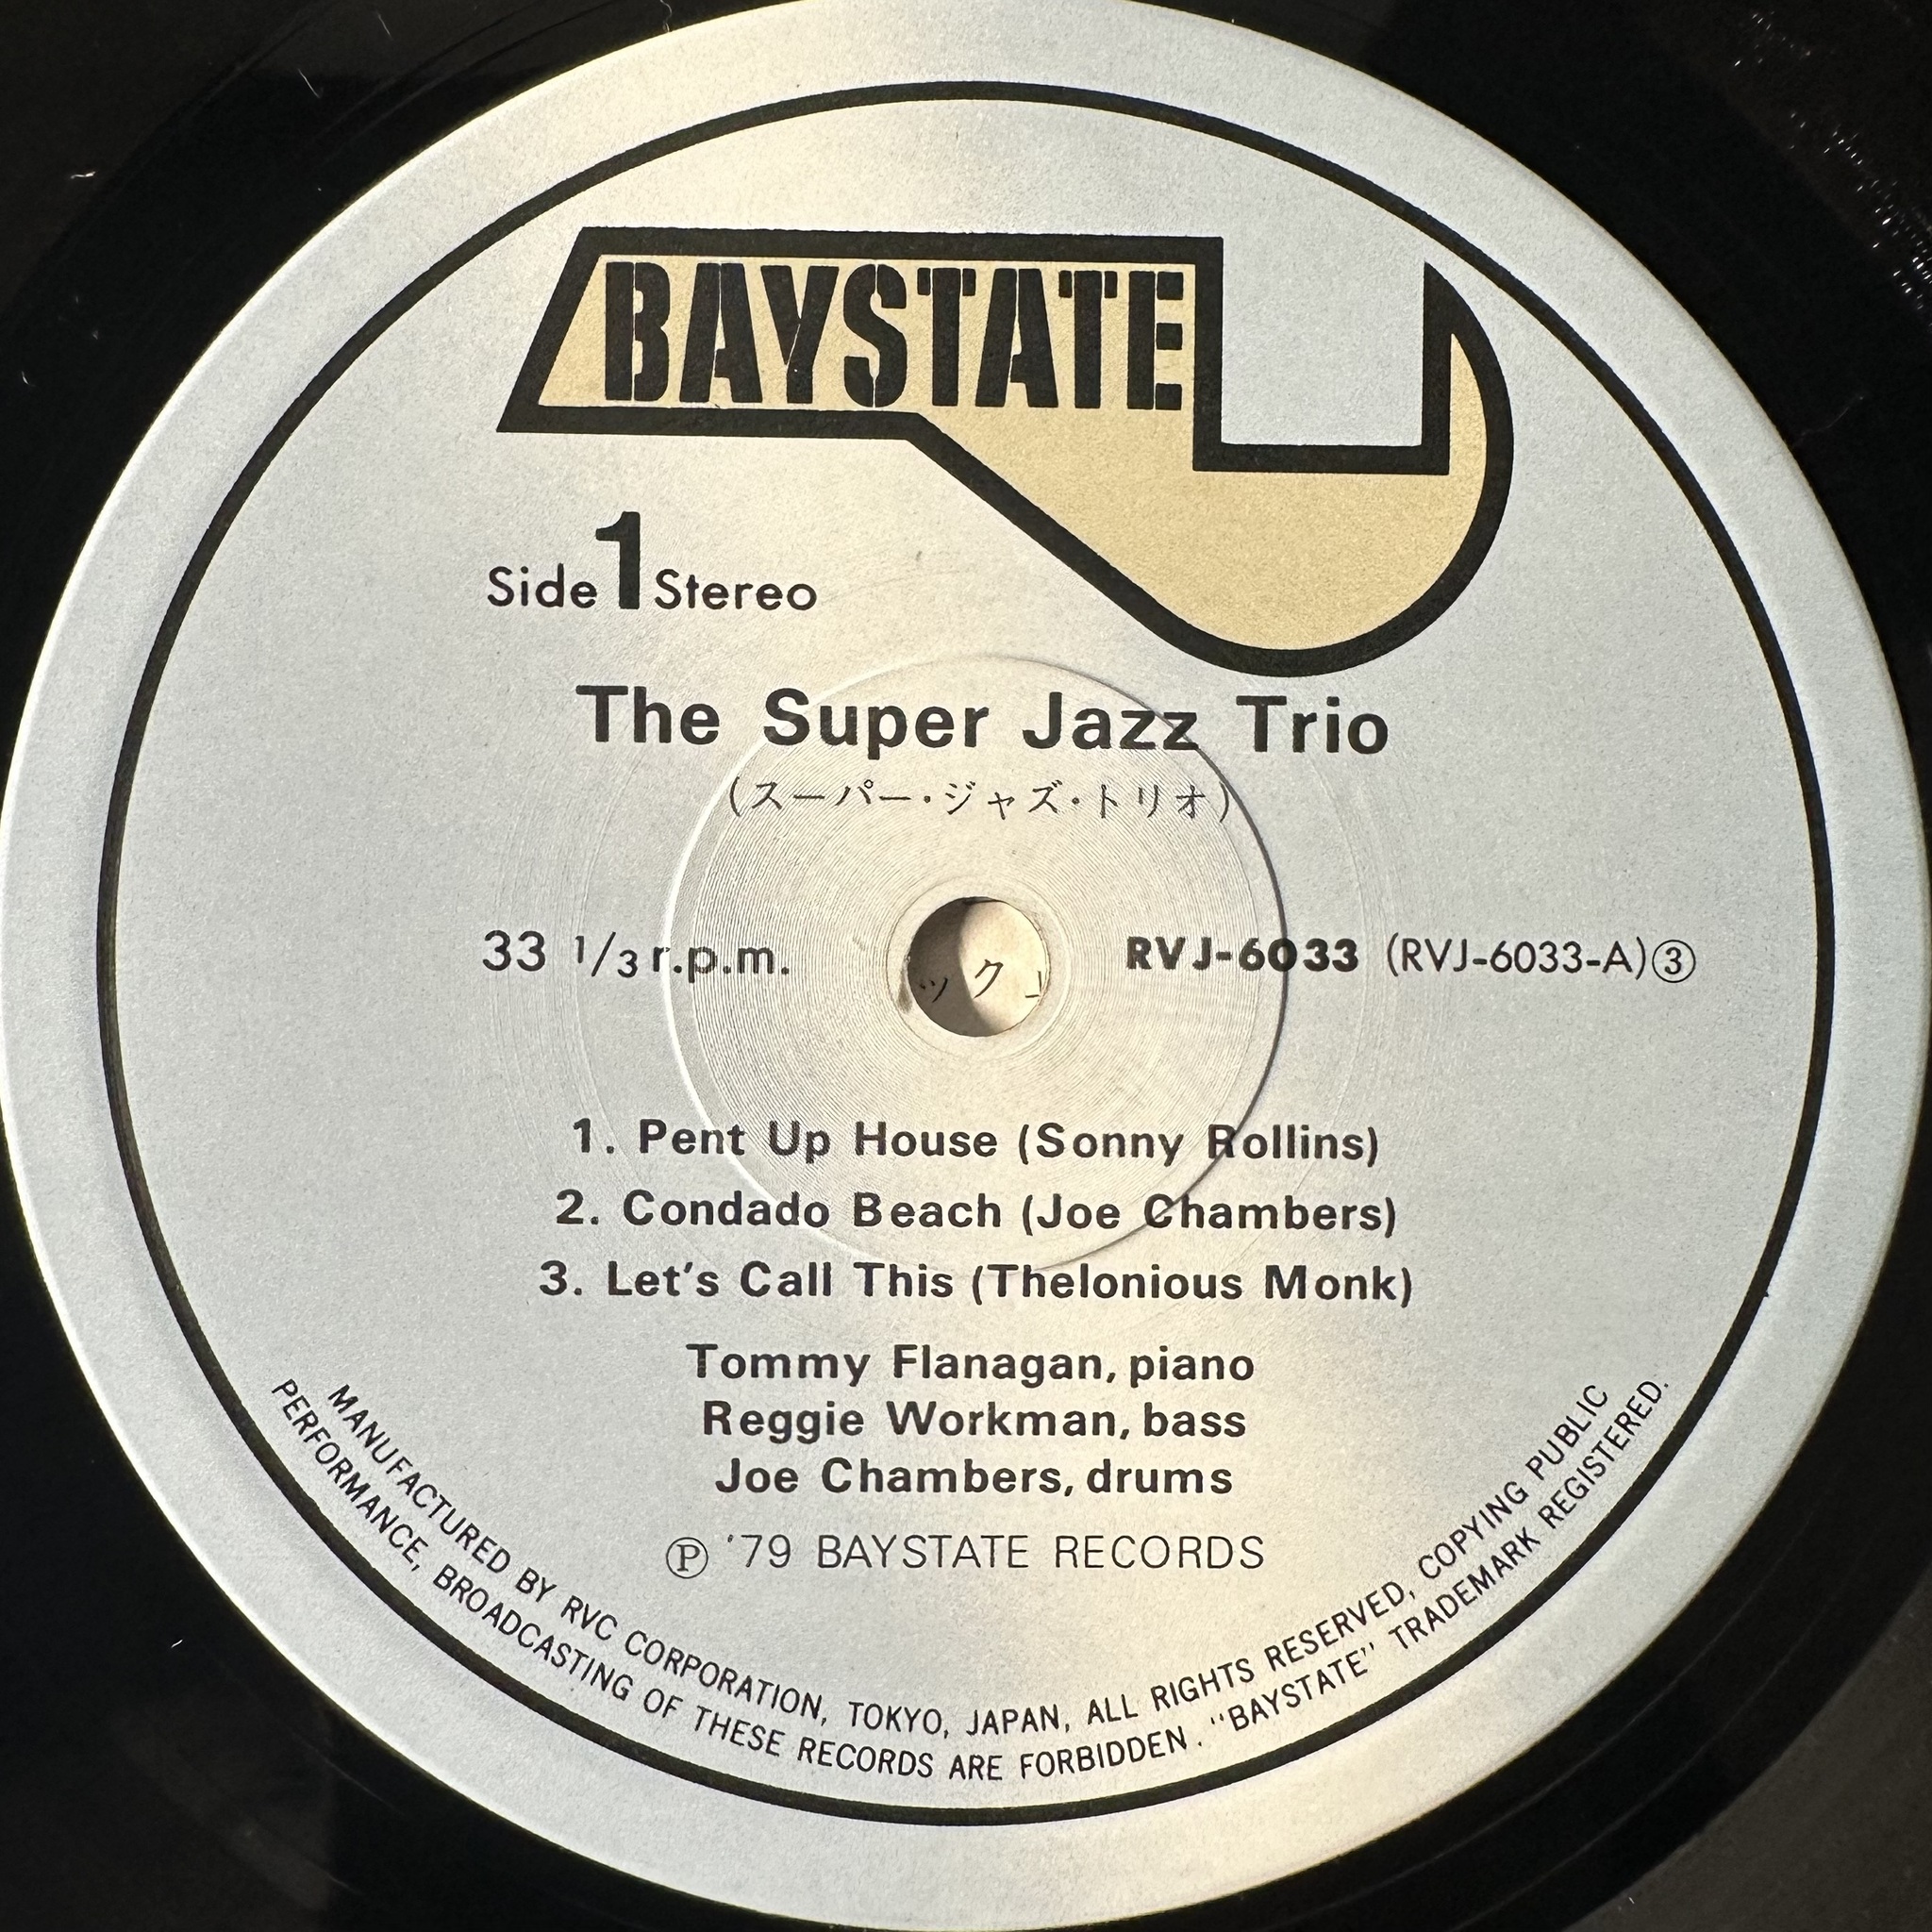 BAYSTATE
Side 1 Stereo
The Super Jazz Trio
(スーパー・ジャズ・トリオ)
33 1/3 r.p.m.
RVJ-6033 (RVJ-6033-A)③
ック
1. Pent Up House (Sonny Rollins)
2. Condado Beach (Joe Chambers)
3. Let's Call This (Thelonious Monk)
Tommy Flanagan, piano
Reggie Workman, bass
Joe Chambers, drums
Ⓟ '79 BAYSTATE RECORDS
MANUFACTURED BY RVC CORPORATION, TOKYO, JAPAN, ALL RIGHTS RESERVED, COPYING PUBLIC
PERFORMANCE, BROADCASTING OF THESE RECORDS ARE FORBIDDEN. "BAYSTATE" TRADEMARK REGISTERED.